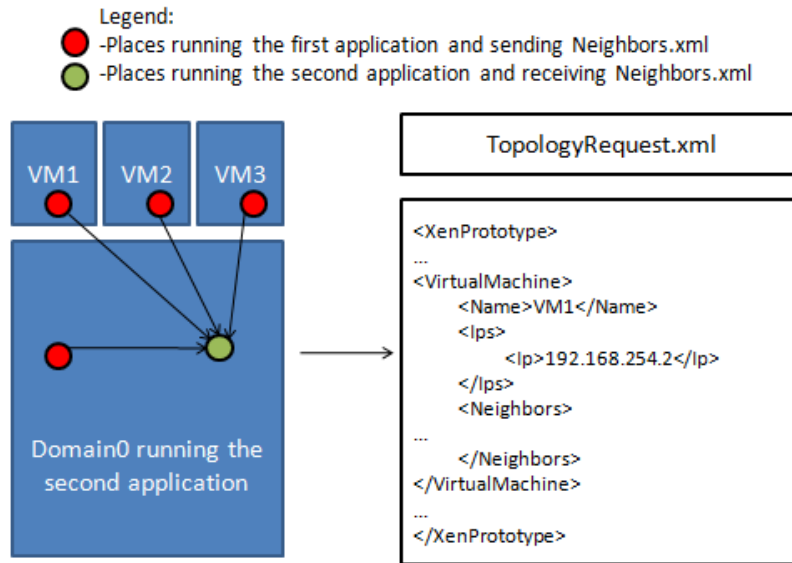 Legend:
-Places running the first application and sending Neighbors.xml
-Places running the second application and receiving Neighbors.xml
VM1
VM2
VM3
Domain0 running the
second application
TopologyRequest.xml
<XenPrototype>
...
<VirtualMachine>
<Name>VM1</Name>
<Ips>
<Ip>192.168.254.2</Ip>
</Ips>
<Neighbors>
...
</Neighbors>
</VirtualMachine>
...
</XenPrototype>